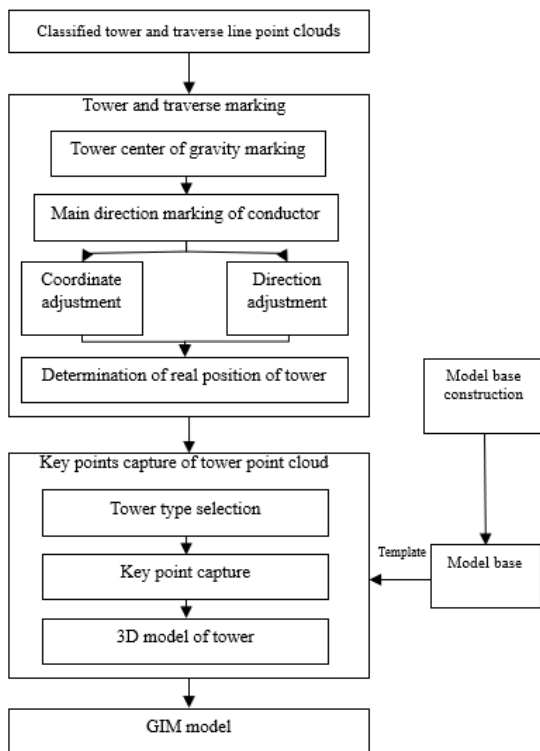 Classified tower and traverse line point clouds
Tower and traverse marking
Tower center of gravity marking
Main direction marking of conductor
Coordinate
adjustment
Direction
adjustment
Determination of real position of tower
Model base
construction
Key points capture of tower point cloud
Tower type selection
Key point capture
3D model of tower
Template
Model base
GIM model